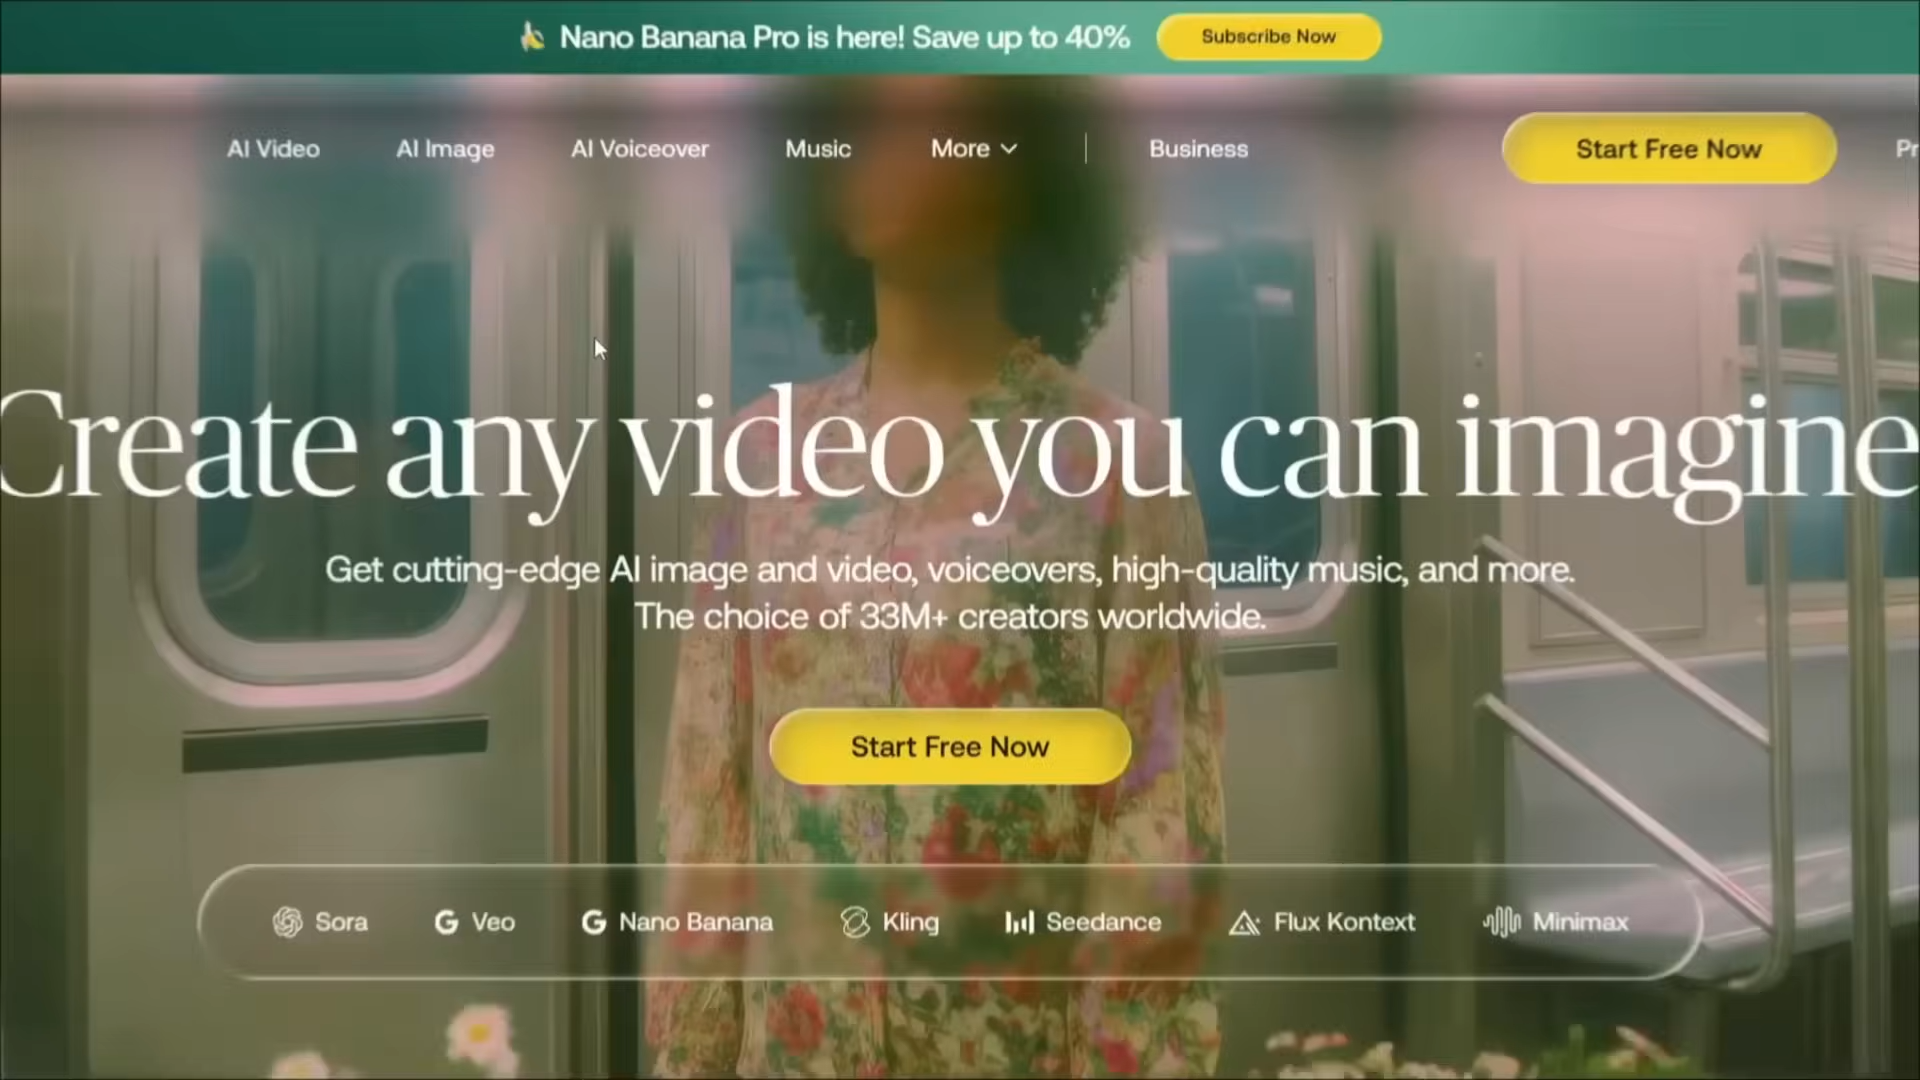 Nano Banana Pro is here! Save up to 40%
Subscribe Now
AI Video
AI Image
AI Voiceover
Music
More
Business
Start Free Now
Pr
Create any video you can imagine
Get cutting-edge AI image and video, voiceovers, high-quality music, and more.
The choice of 33M+ creators worldwide.
Start Free Now
Sora
Veo
Nano Banana
Kling
Seedance
Flux Kontext
Minimax